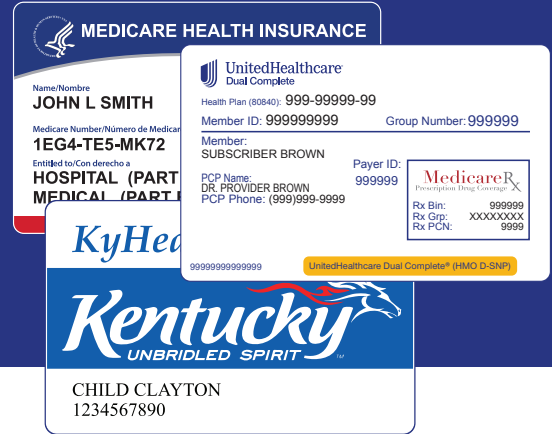 MEDICARE HEALTH INSURANCE
Name/Nombre
JOHN L SMITH
Medicare Number/Número de Medicar
1EG4-TE5-MK72
Entitled to/Con derecho a
HOSPITAL (PART
MEDICAL (PART
UnitedHealthcare
Dual Complete
Health Plan (80840): 999-99999-99
Member ID: 999999999 Group Number: 999999
Member:
SUBSCRIBER BROWN
PCP Name:
DR. PROVIDER BROWN
PCP Phone: (999)999-9999
Payer ID:
999999
MedicareRx
Prescription Drug Coverage
Rx Bin: 999999
Rx Grp: XXXXXXXX
Rx PCN: 9999
99999999999999
UnitedHealthcare Dual Complete® (HMO D-SNP)
KyHea
Kentucky
UNBRIDLED SPIRIT
TM
CHILD CLAYTON
1234567890